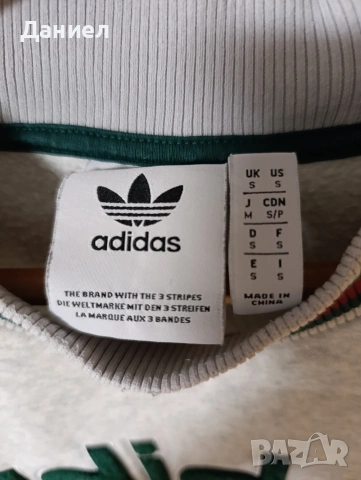 Даниел
adidas
THE BRAND WITH THE 3 STRIPES
DIE WELTMARKE MIT DEN 3 STREIFEN
LA MARQUE AUX 3 BANDES
UK US
S S
J CDN
M S/P
D F
S S
E I
S S
MADE IN
CHINA
BAZAR